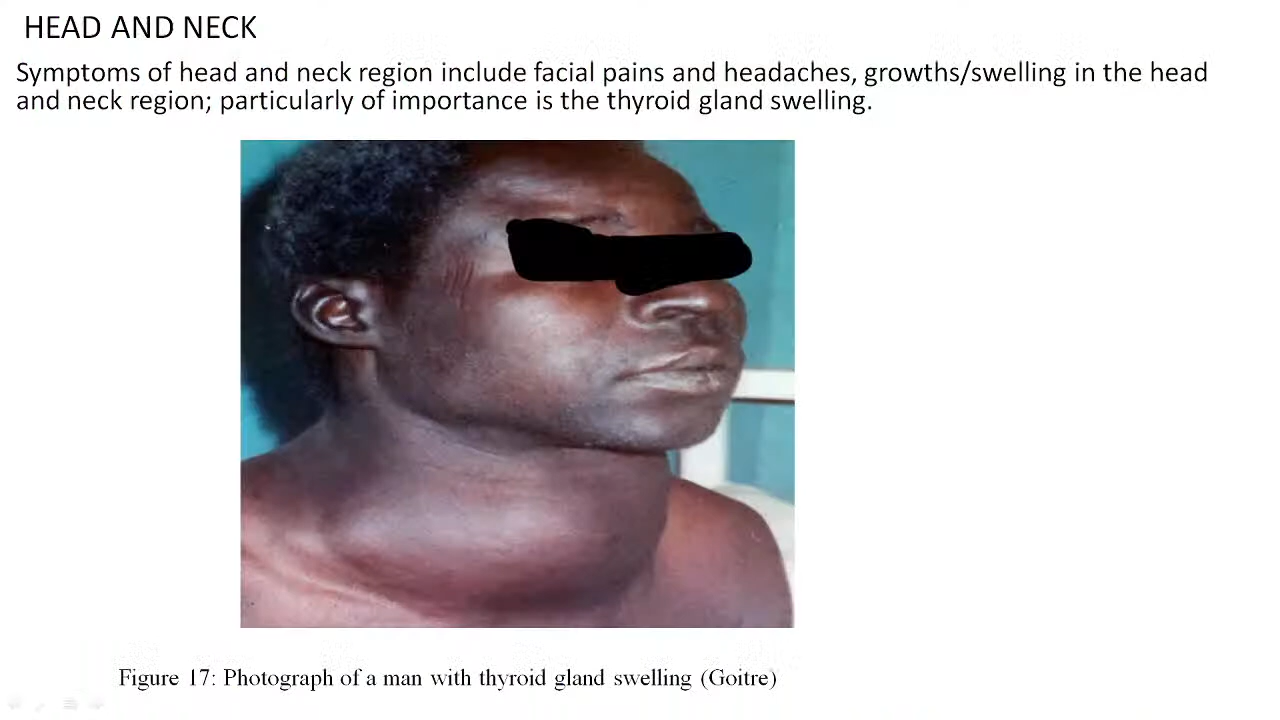 HEAD AND NECK
Symptoms of head and neck region include facial pains and headaches, growths/swelling in the head
and neck region; particularly of importance is the thyroid gland swelling.
Figure 17: Photograph of a man with thyroid gland swelling (Goitre)